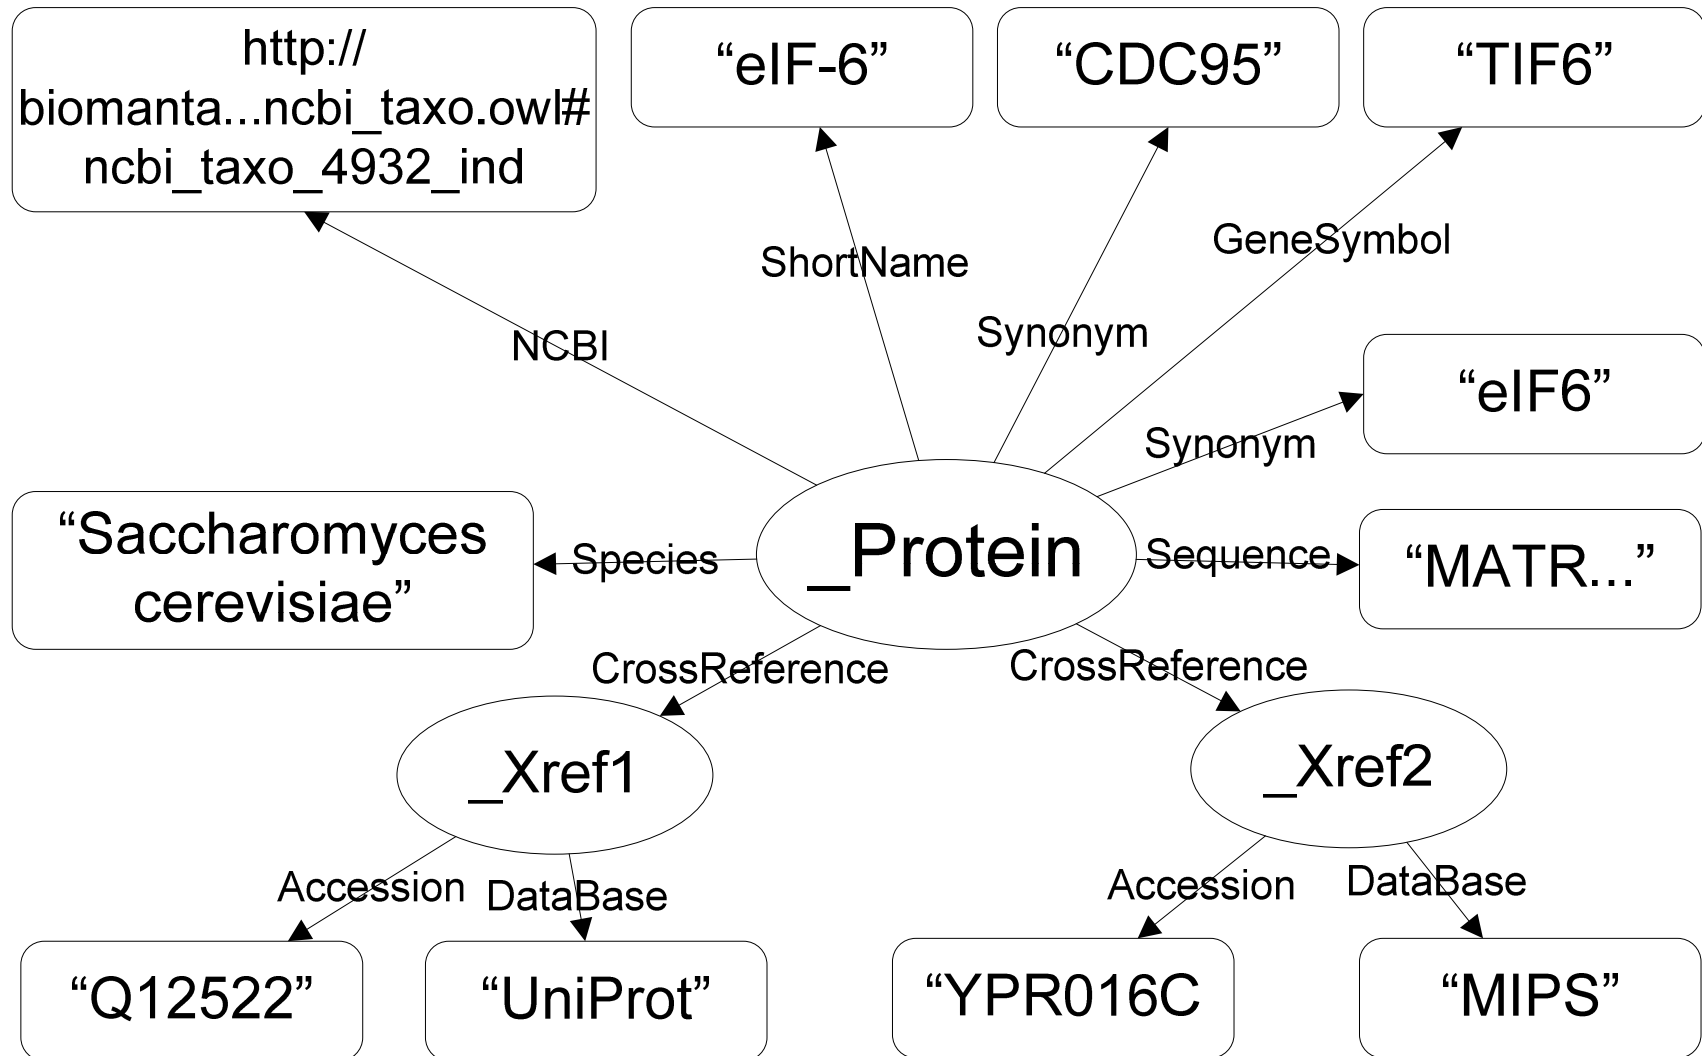 http://
biomanta...ncbi_taxo.owl#
ncbi_taxo_4932_ind
“eIF-6”
“CDC95”
“TIF6”
ShortName
GeneSymbol
Synonym
NCBI
“eIF6”
Synonym
“Saccharomyces
cerevisiae”
Species
_Protein
Sequence
“MATR...”
CrossReference
CrossReference
_Xref1
_Xref2
Accession
DataBase
Accession
DataBase
“Q12522”
“UniProt”
“YPR016C
“MIPS”